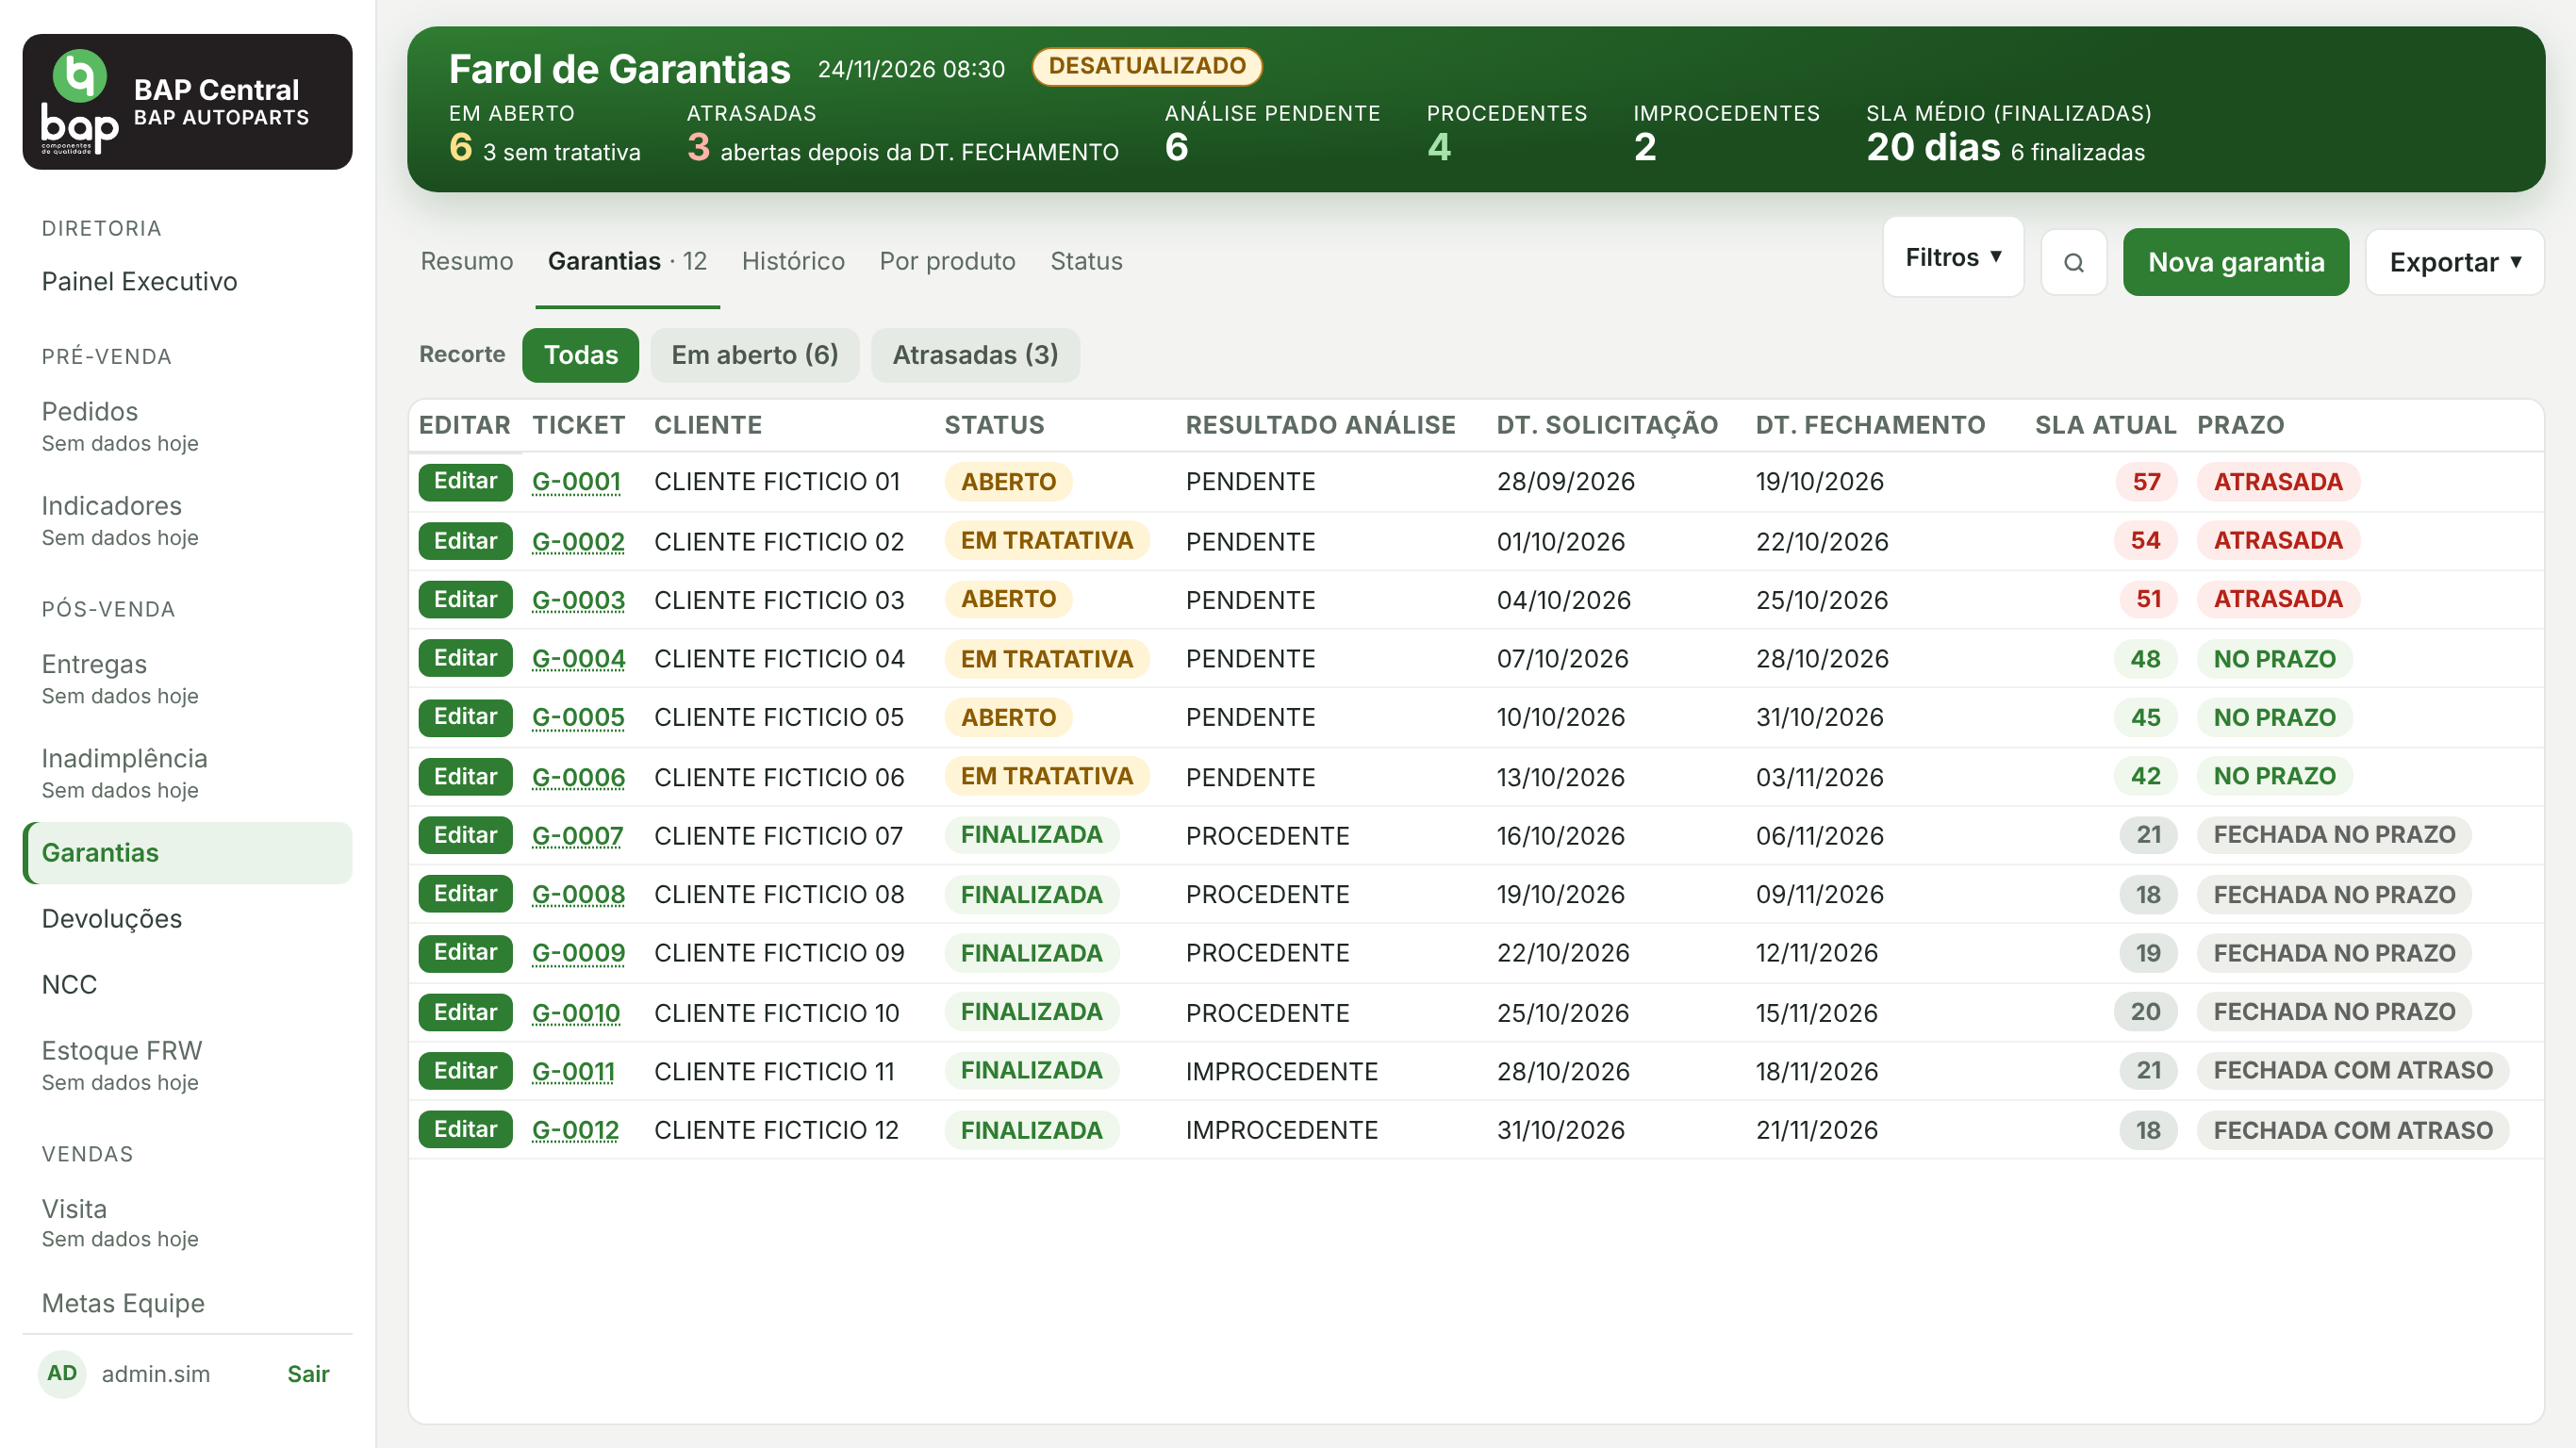 bap
componentes
de qualidade
BAP Central
BAP AUTOPARTS
DIRETORIA
Painel Executivo
PRÉ-VENDA
Pedidos
Sem dados hoje
Indicadores
Sem dados hoje
PÓS-VENDA
Entregas
Sem dados hoje
Inadimplência
Sem dados hoje
Garantias
Devoluções
NCC
Estoque FRW
Sem dados hoje
VENDAS
Visita
Sem dados hoje
Metas Equipe
AD admin.sim Sair
Farol de Garantias 24/11/2026 08:30 DESATUALIZADO
EM ABERTO ATRASADAS ANÁLISE PENDENTE PROCEDENTES IMPROCEDENTES SLA MÉDIO (FINALIZADAS)
6 3 sem tratativa 3 abertas depois da DT. FECHAMENTO 6 4 2 20 dias 6 finalizadas
Resumo Garantias · 12 Histórico Por produto Status Filtros ▾ Nova garantia Exportar ▾
Recorte Todas Em aberto (6) Atrasadas (3)
EDITAR TICKET CLIENTE STATUS RESULTADO ANÁLISE DT. SOLICITAÇÃO DT. FECHAMENTO SLA ATUAL PRAZO
Editar G-0001 CLIENTE FICTICIO 01 ABERTO PENDENTE 28/09/2026 19/10/2026 57 ATRASADA
Editar G-0002 CLIENTE FICTICIO 02 EM TRATATIVA PENDENTE 01/10/2026 22/10/2026 54 ATRASADA
Editar G-0003 CLIENTE FICTICIO 03 ABERTO PENDENTE 04/10/2026 25/10/2026 51 ATRASADA
Editar G-0004 CLIENTE FICTICIO 04 EM TRATATIVA PENDENTE 07/10/2026 28/10/2026 48 NO PRAZO
Editar G-0005 CLIENTE FICTICIO 05 ABERTO PENDENTE 10/10/2026 31/10/2026 45 NO PRAZO
Editar G-0006 CLIENTE FICTICIO 06 EM TRATATIVA PENDENTE 13/10/2026 03/11/2026 42 NO PRAZO
Editar G-0007 CLIENTE FICTICIO 07 FINALIZADA PROCEDENTE 16/10/2026 06/11/2026 21 FECHADA NO PRAZO
Editar G-0008 CLIENTE FICTICIO 08 FINALIZADA PROCEDENTE 19/10/2026 09/11/2026 18 FECHADA NO PRAZO
Editar G-0009 CLIENTE FICTICIO 09 FINALIZADA PROCEDENTE 22/10/2026 12/11/2026 19 FECHADA NO PRAZO
Editar G-0010 CLIENTE FICTICIO 10 FINALIZADA PROCEDENTE 25/10/2026 15/11/2026 20 FECHADA NO PRAZO
Editar G-0011 CLIENTE FICTICIO 11 FINALIZADA IMPROCEDENTE 28/10/2026 18/11/2026 21 FECHADA COM ATRASO
Editar G-0012 CLIENTE FICTICIO 12 FINALIZADA IMPROCEDENTE 31/10/2026 21/11/2026 18 FECHADA COM ATRASO